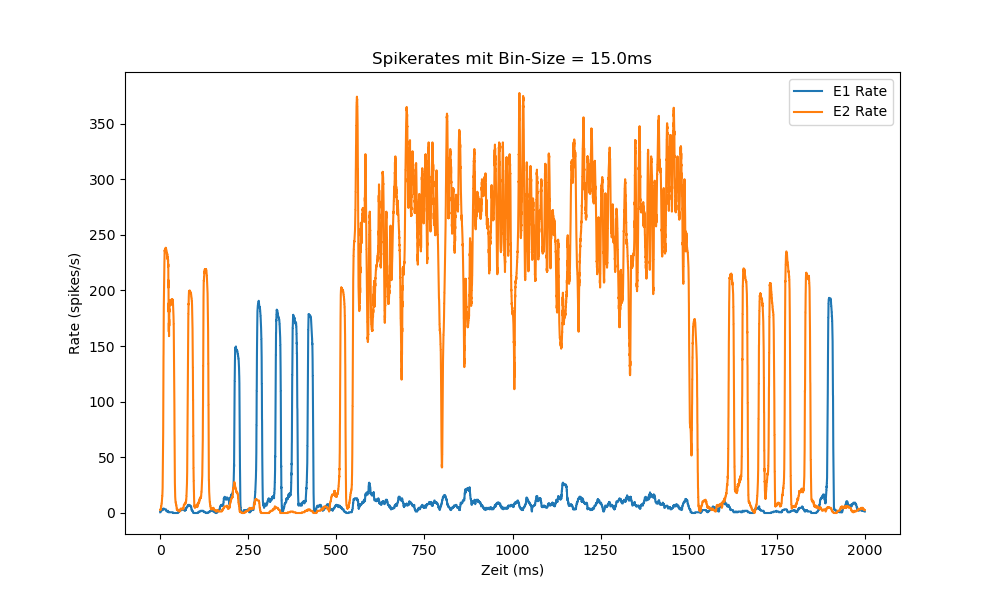 Spikerates mit Bin-Size = 15.0ms
E1 Rate
E2 Rate
Rate (spikes/s)
350
300
250
200
150
100
50
0
0 250 500 750 1000 1250 1500 1750 2000
Zeit (ms)